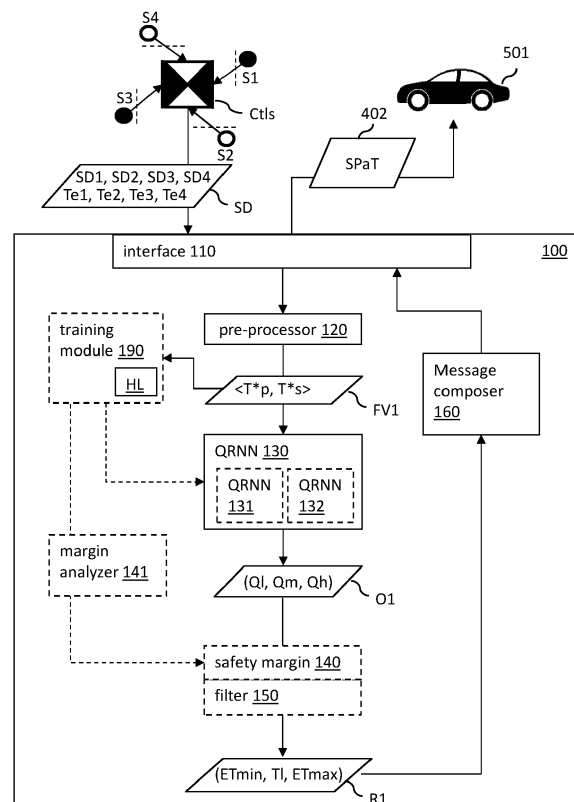 S4
S1
S3
Ctls
S2
501
402
SPaT
SD1, SD2, SD3, SD4
Te1, Te2, Te3, Te4
SD
interface 110
100
training
module 190
HL
pre-processor 120
<T*p, T*s>
FV1
Message
composer
160
QRNN 130
QRNN
131
QRNN
132
margin
analyzer 141
(Ql, Qm, Qh)
O1
safety margin 140
filter 150
(ETmin, Tl, ETmax)
R1